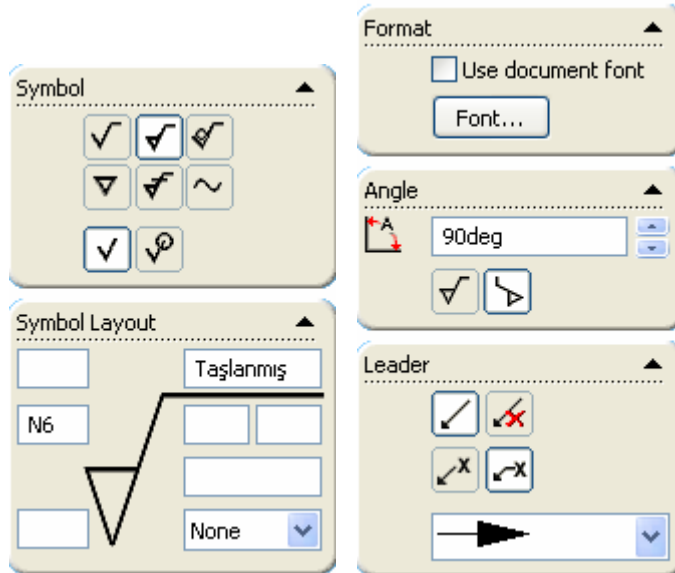 Symbol
Symbol Layout
Taşlanmış
N6
None
Format
Use document font
Font...
Angle
A
90deg
Leader
x
x